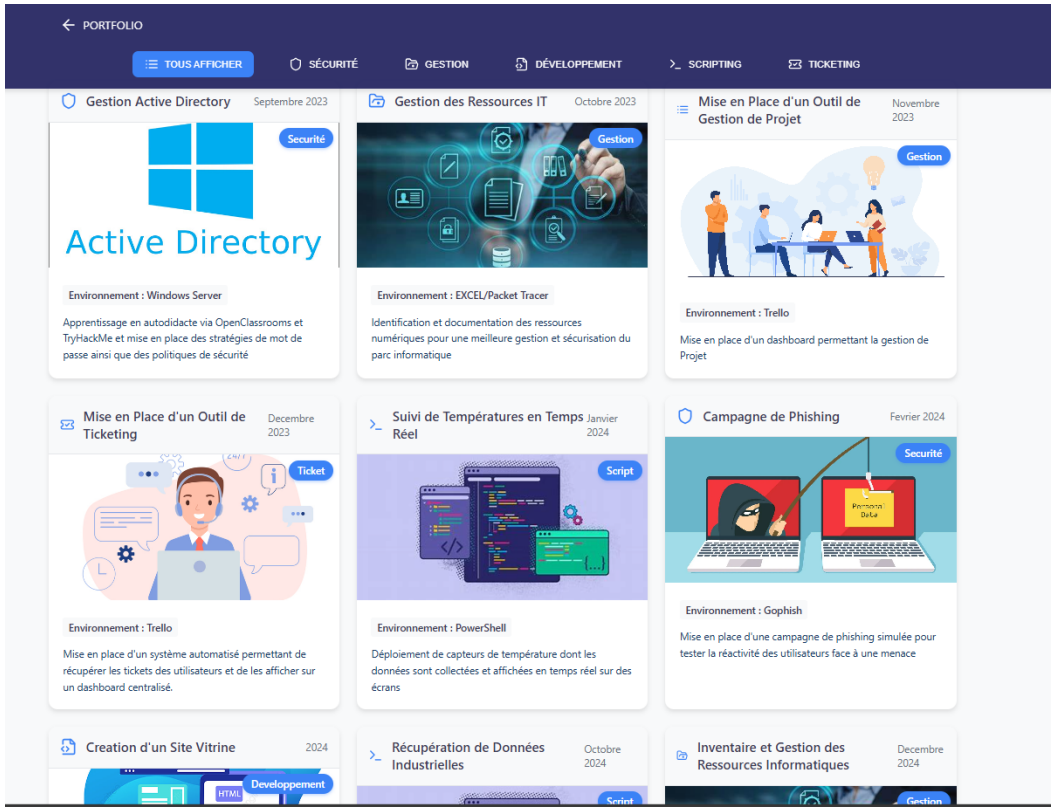 ← PORTFOLIO
TOUS AFFICHER
SÉCURITÉ
GESTION
DÉVELOPPEMENT
SCRIPTING
TICKETING
Gestion Active Directory
Septembre 2023
Securité
Active Directory
Environnement : Windows Server
Apprentissage en autodidacte via OpenClassrooms et
TryHackMe et mise en place des stratégies de mot de
passe ainsi que des politiques de sécurité
Gestion des Ressources IT
Octobre 2023
Gestion
Environnement : EXCEL/Packet Tracer
Identification et documentation des ressources
numériques pour une meilleure gestion et sécurisation du
parc informatique
Mise en Place d'un Outil de
Gestion de Projet
Novembre
2023
Gestion
Environnement : Trello
Mise en place d'un dashboard permettant la gestion de
Projet
Mise en Place d'un Outil de
Ticketing
Decembre
2023
24/7
Ticket
Environnement : Trello
Mise en place d'un système automatisé permettant de
récupérer les tickets des utilisateurs et de les afficher sur
un dashboard centralisé.
Suivi de Températures en Temps
Réel
Janvier
2024
Script
Environnement : PowerShell
Déploiement de capteurs de température dont les
données sont collectées et affichées en temps réel sur des
écrans
Campagne de Phishing
Fevrier 2024
Securité
Personal
Data
Environnement : Gophish
Mise en place d'une campagne de phishing simulée pour
tester la réactivité des utilisateurs face à une menace
Creation d'un Site Vitrine
2024
Developpement
HTML
Récupération de Données
Industrielles
Octobre
2024
Script
Inventaire et Gestion des
Ressources Informatiques
Decembre
2024
Gestion